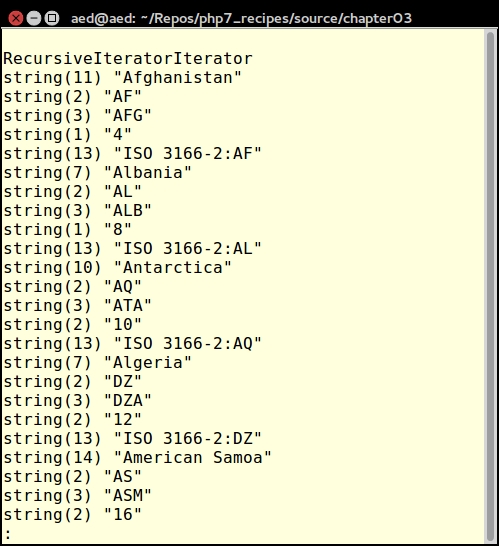 aed@aed: ~/Repos/php7_recipes/source/chapter03
RecursiveIteratorIterator
string(11) "Afghanistan"
string(2) "AF"
string(3) "AFG"
string(1) "4"
string(13) "ISO 3166-2:AF"
string(7) "Albania"
string(2) "AL"
string(3) "ALB"
string(1) "8"
string(13) "ISO 3166-2:AL"
string(10) "Antarctica"
string(2) "AQ"
string(3) "ATA"
string(2) "10"
string(13) "ISO 3166-2:AQ"
string(7) "Algeria"
string(2) "DZ"
string(3) "DZA"
string(2) "12"
string(13) "ISO 3166-2:DZ"
string(14) "American Samoa"
string(2) "AS"
string(3) "ASM"
string(2) "16"
: